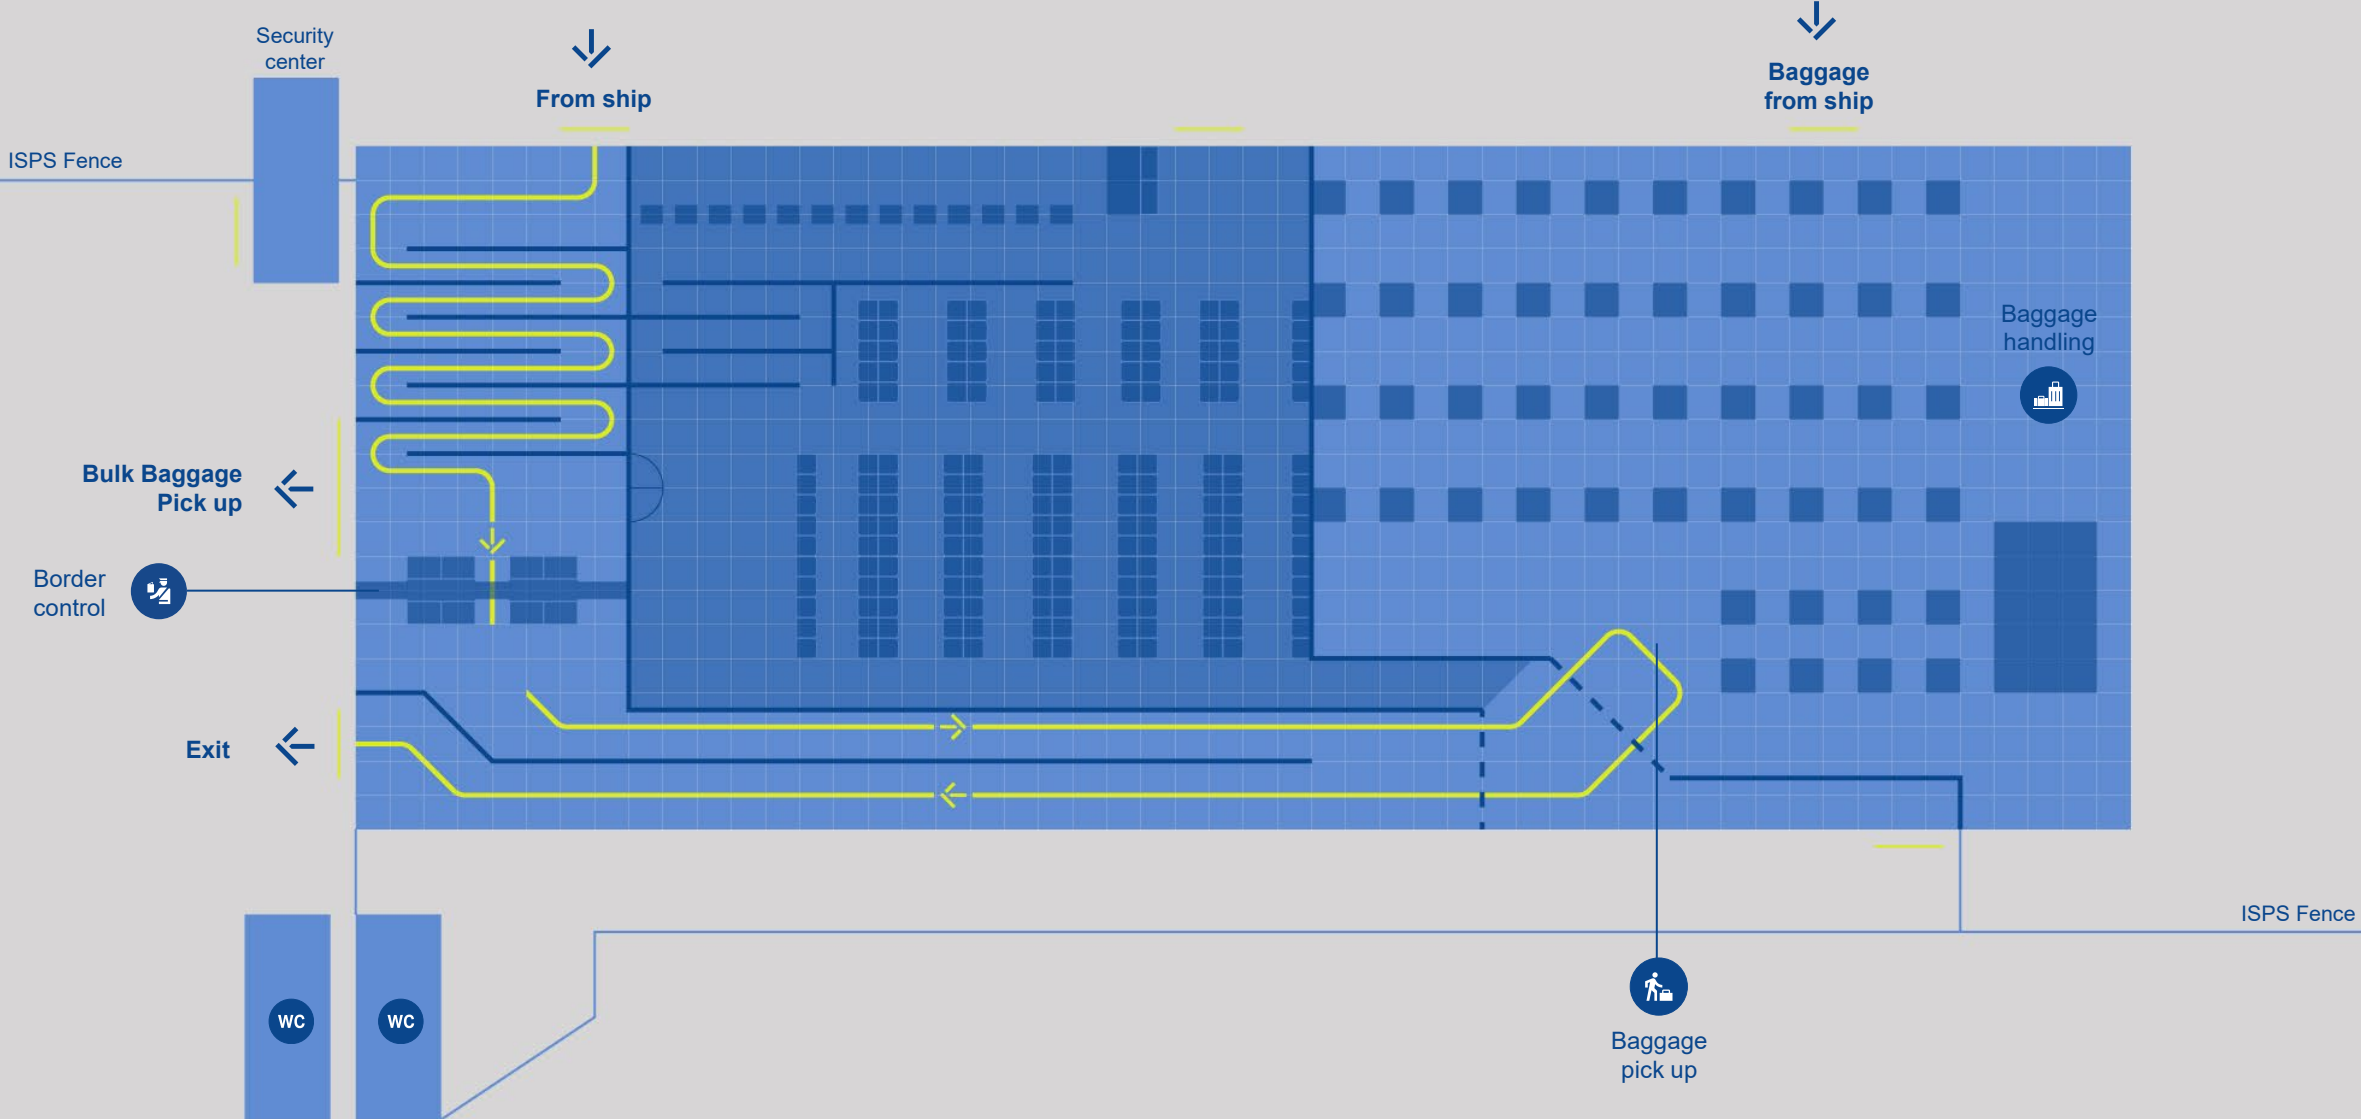 Security
center
From ship
Baggage
from ship
ISPS Fence
Baggage
handling
Bulk Baggage
Pick up
Border
control
Exit
ISPS Fence
WC
WC
Baggage
pick up